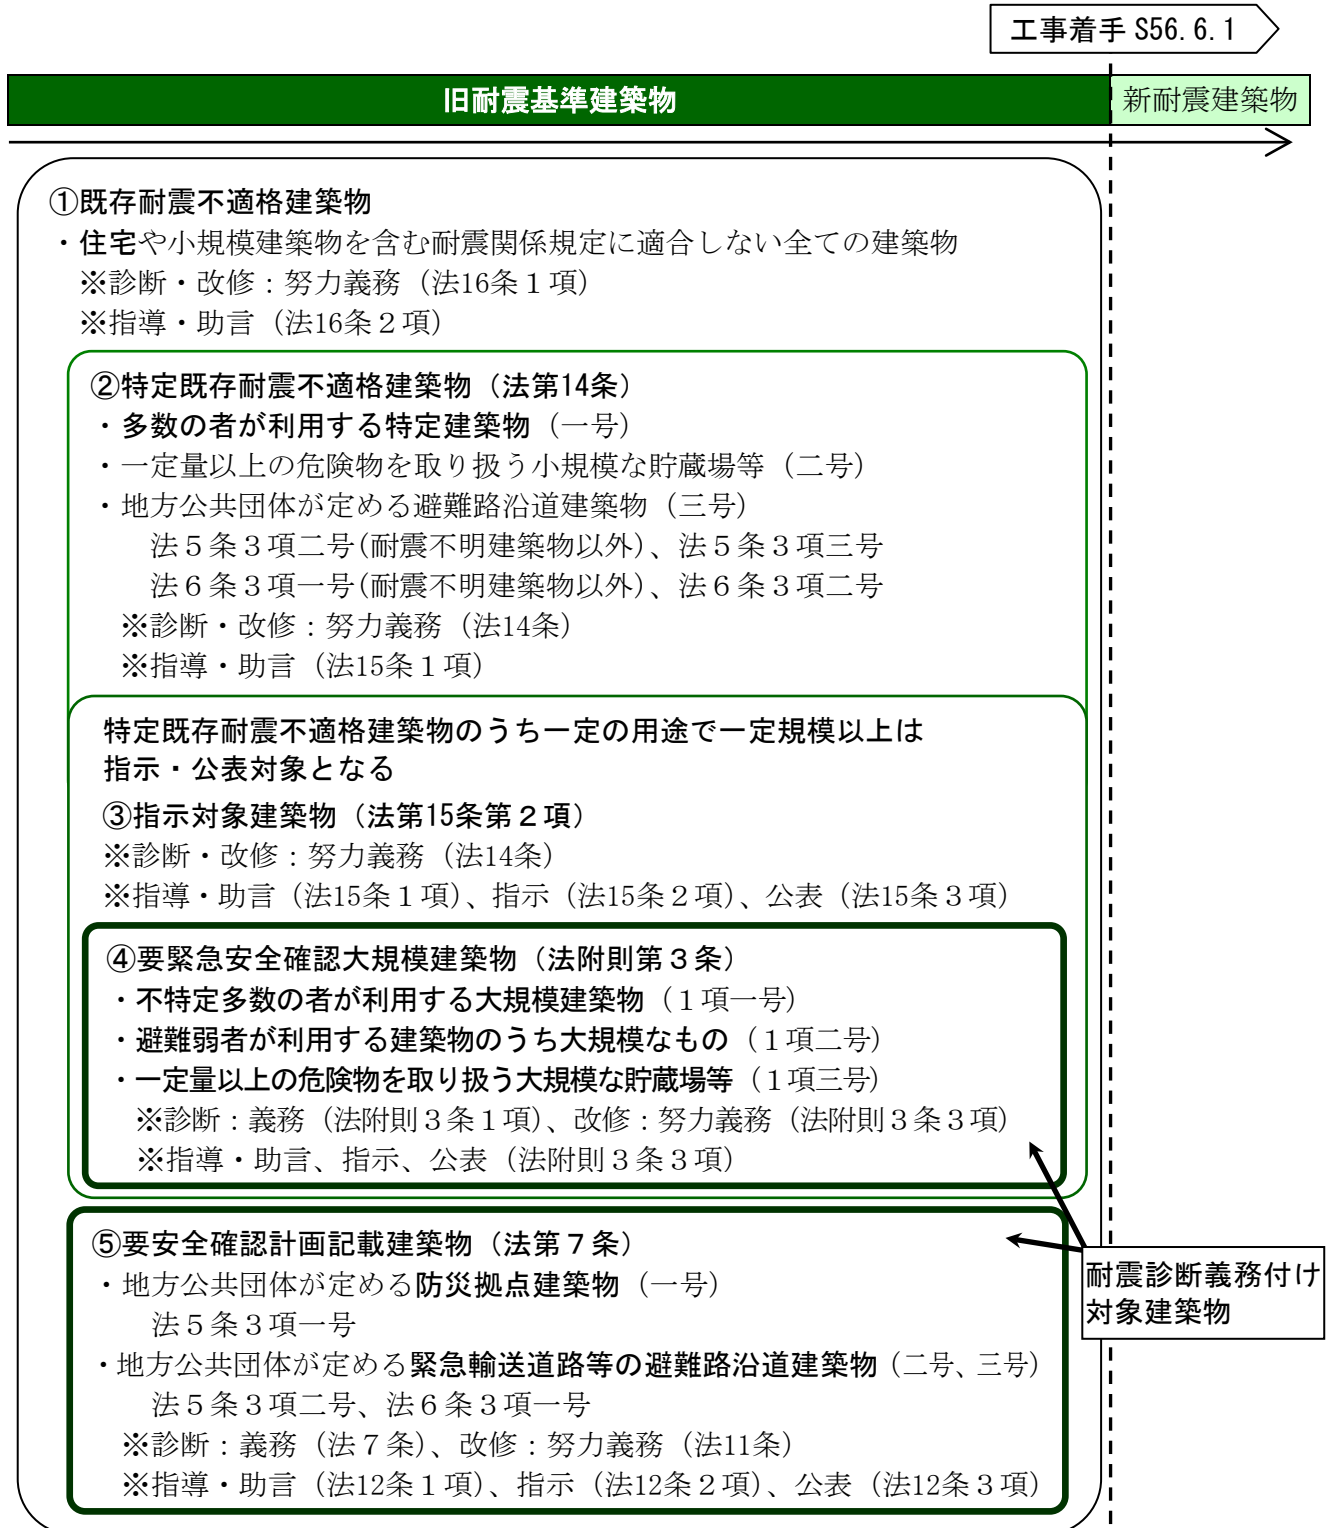 工事着手 S56.6.1
旧耐震基準建築物
新耐震建築物
①既存耐震不適格建築物
・住宅や小規模建築物を含む耐震関係規定に適合しない全ての建築物
※診断・改修：努力義務（法16条１項）
※指導・助言（法16条２項）
②特定既存耐震不適格建築物（法第14条）
・多数の者が利用する特定建築物（一号）
・一定量以上の危険物を取り扱う小規模な貯蔵場等（二号）
・地方公共団体が定める避難路沿道建築物（三号）
法５条３項二号(耐震不明建築物以外)、法５条３項三号
法６条３項一号(耐震不明建築物以外)、法６条３項二号
※診断・改修：努力義務（法14条）
※指導・助言（法15条１項）
特定既存耐震不適格建築物のうち一定の用途で一定規模以上は
指示・公表対象となる
③指示対象建築物（法第15条第２項）
※診断・改修：努力義務（法14条）
※指導・助言（法15条１項）、指示（法15条２項）、公表（法15条３項）
④要緊急安全確認大規模建築物（法附則第３条）
・不特定多数の者が利用する大規模建築物（１項一号）
・避難弱者が利用する建築物のうち大規模なもの（１項二号）
・一定量以上の危険物を取り扱う大規模な貯蔵場等（１項三号）
※診断：義務（法附則３条１項）、改修：努力義務（法附則３条３項）
※指導・助言、指示、公表（法附則３条３項）
⑤要安全確認計画記載建築物（法第７条）
・地方公共団体が定める防災拠点建築物（一号）
法５条３項一号
・地方公共団体が定める緊急輸送道路等の避難路沿道建築物（二号、三号）
法５条３項二号、法６条３項一号
※診断：義務（法７条）、改修：努力義務（法11条）
※指導・助言（法12条１項）、指示（法12条２項）、公表（法12条３項）
耐震診断義務付け
対象建築物